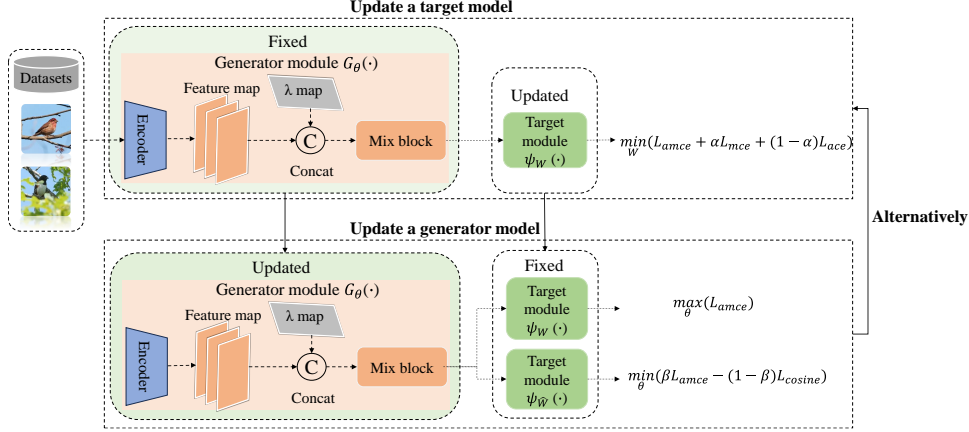 Update a target model
Datasets
Fixed
Generator module G_θ(·)
Encoder
Feature map
λ map
C
Concat
Mix block
Updated
Target
module
ψ_W (·)
min_W(L_amce + αL_mce + (1 − α)L_ace)
Alternatively
Update a generator model
Updated
Generator module G_θ(·)
Encoder
Feature map
λ map
C
Concat
Mix block
Fixed
Target
module
ψ_W (·)
max_θ(L_amce)
Target
module
ψ_Ŵ (·)
min_θ(βL_amce − (1 − β)L_cosine)